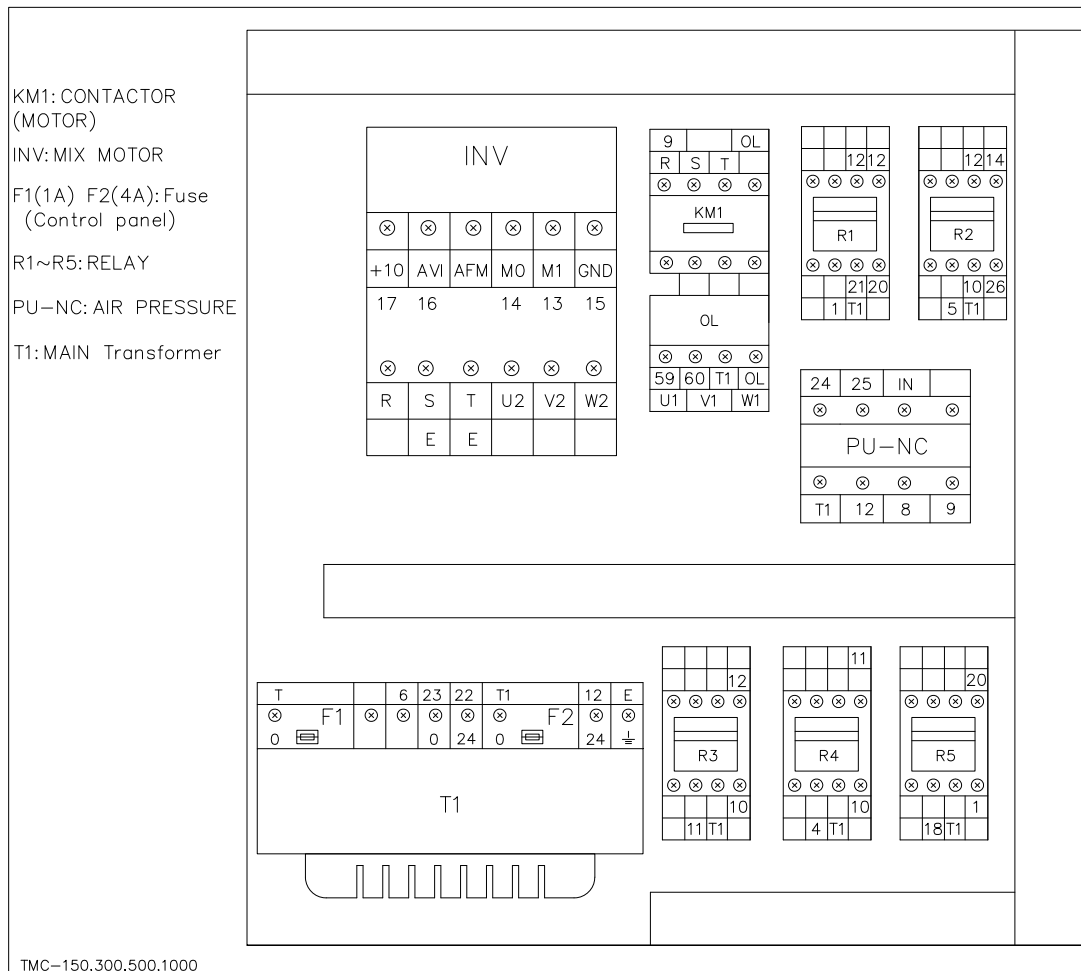 KM1: CONTACTOR
(MOTOR)
INV: MIX MOTOR
F1(1A) F2(4A): Fuse
(Control panel)
R1~R5: RELAY
PU-NC: AIR PRESSURE
T1: MAIN Transformer
INV
+10 AVI AFM M0 M1 GND
17 16 14 13 15
R S T U2 V2 W2
E E
9 OL
R S T
KM1
OL
59 60 T1 OL
U1 V1 W1
12 12
R1
21 20
1 T1
12 14
R2
10 26
5 T1
24 25 IN
PU-NC
T1 12 8 9
T 6 23 22 T1 12 E
F1 F2
0 0 24 0 24
T1
12
R3
10
11 T1
11
R4
10
4 T1
20
R5
1
18 T1
TMC-150.300.500.1000